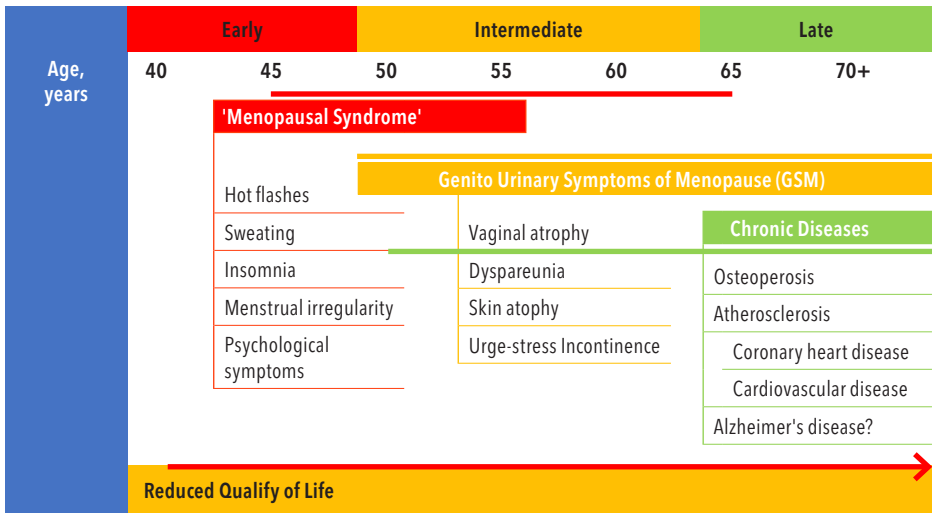 Early Intermediate Late
Age, years
40 45 50 55 60 65 70+
'Menopausal Syndrome'
Hot flashes
Sweating
Insomnia
Menstrual irregularity
Psychological
symptoms
Genito Urinary Symptoms of Menopause (GSM)
Vaginal atrophy
Dyspareunia
Skin atophy
Urge-stress Incontinence
Chronic Diseases
Osteoperosis
Atherosclerosis
Coronary heart disease
Cardiovascular disease
Alzheimer's disease?
Reduced Qualify of Life